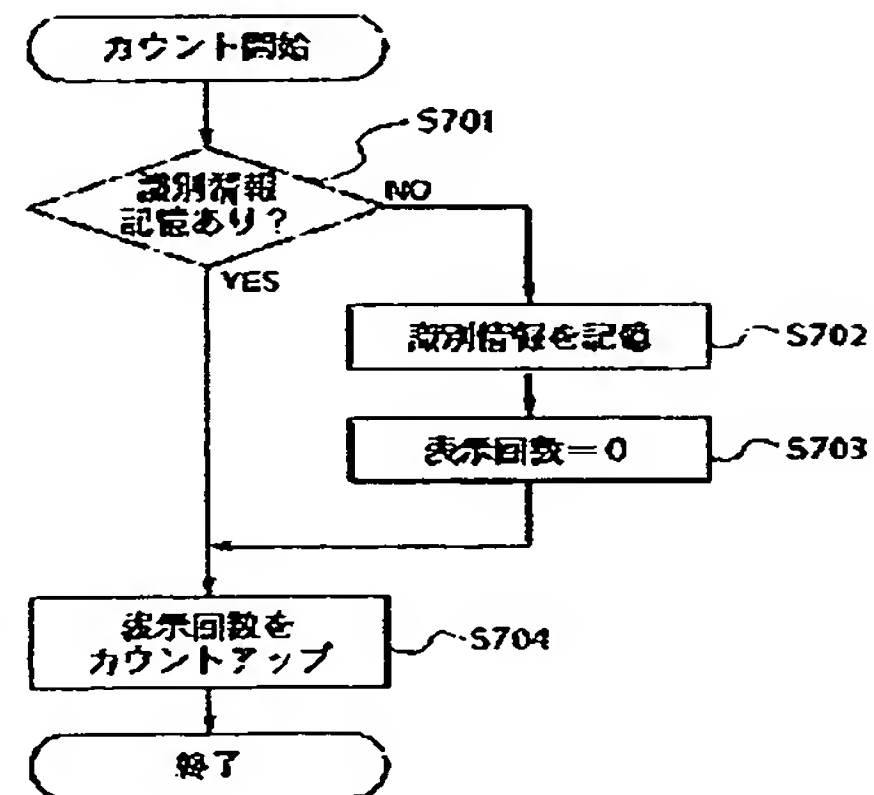 カウント開始
S701
識別情報
記憶あり？
NO
YES
識別情報を記憶
S702
表示回数＝0
S703
表示回数を
カウントアップ
S704
終了